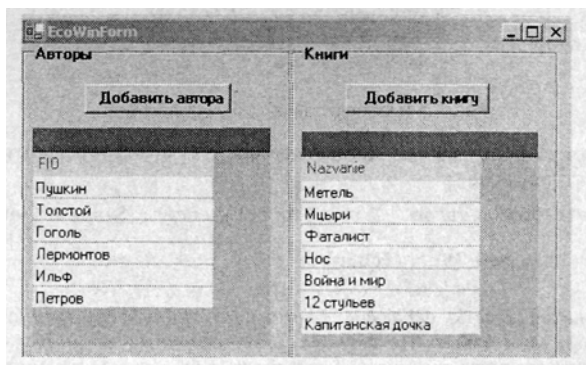 EcoWinForm
Авторы
Добавить автора
FIO
Пушкин
Толстой
Гоголь
Лермонтов
Ильф
Петров
Книги
Добавить книгу
Nazvanie
Метель
Мцыри
Фаталист
Нос
Война и мир
12 стульев
Капитанская дочка